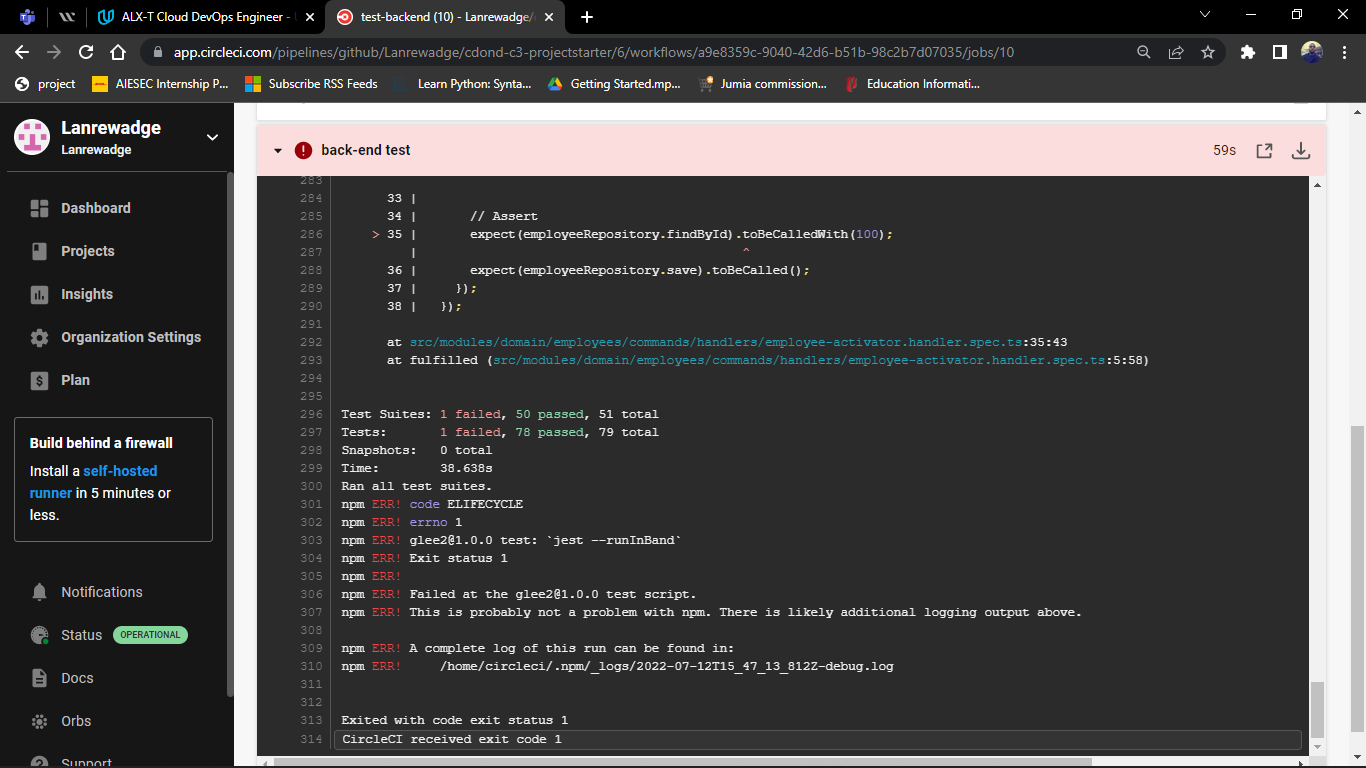 ALX-T Cloud DevOps Engineer -
test-backend (10) - Lanrewadge/
app.circleci.com/pipelines/github/Lanrewadge/cdond-c3-projectstarter/6/workflows/a9e8359c-9040-42d6-b51b-98c2b7d07035/jobs/10
project AIESEC Internship P... Subscribe RSS Feeds Learn Python: Synta... Getting Started.mp... Jumia commission... Education Informati...
Lanrewadge
Lanrewadge
Dashboard
Projects
Insights
Organization Settings
Plan
Build behind a firewall
Install a self-hosted
runner in 5 minutes or
less.
Notifications
Status OPERATIONAL
Docs
Orbs
Support
back-end test 59s
283
284 33 |
285 34 | // Assert
286 > 35 | expect(employeeRepository.findById).toBeCalledWith(100);
287 | ^
288 36 | expect(employeeRepository.save).toBeCalled();
289 37 | });
290 38 | });
291
292 at src/modules/domain/employees/commands/handlers/employee-activator.handler.spec.ts:35:43
293 at fulfilled (src/modules/domain/employees/commands/handlers/employee-activator.handler.spec.ts:5:58)
294
295
296 Test Suites: 1 failed, 50 passed, 51 total
297 Tests: 1 failed, 78 passed, 79 total
298 Snapshots: 0 total
299 Time: 38.638s
300 Ran all test suites.
301 npm ERR! code ELIFECYCLE
302 npm ERR! errno 1
303 npm ERR! glee2@1.0.0 test: `jest --runInBand`
304 npm ERR! Exit status 1
305 npm ERR!
306 npm ERR! Failed at the glee2@1.0.0 test script.
307 npm ERR! This is probably not a problem with npm. There is likely additional logging output above.
308
309 npm ERR! A complete log of this run can be found in:
310 npm ERR! /home/circleci/.npm/_logs/2022-07-12T15_47_13_812Z-debug.log
311
312
313 Exited with code exit status 1
314 CircleCI received exit code 1